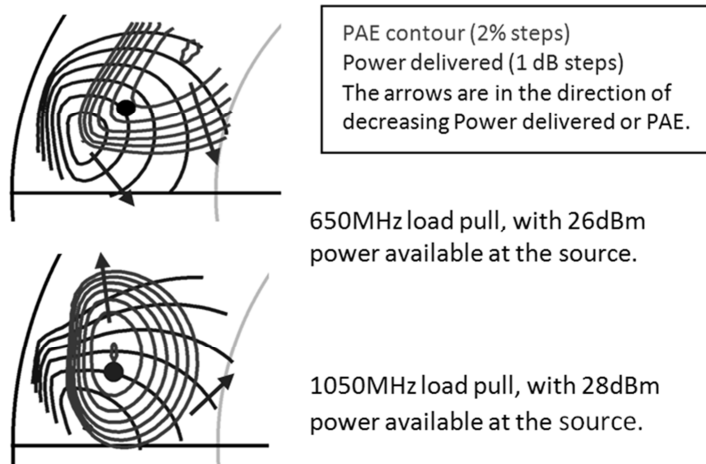 PAE contour (2% steps)
Power delivered (1 dB steps)
The arrows are in the direction of
decreasing Power delivered or PAE.
650MHz load pull, with 26dBm
power available at the source.
1050MHz load pull, with 28dBm
power available at the source.